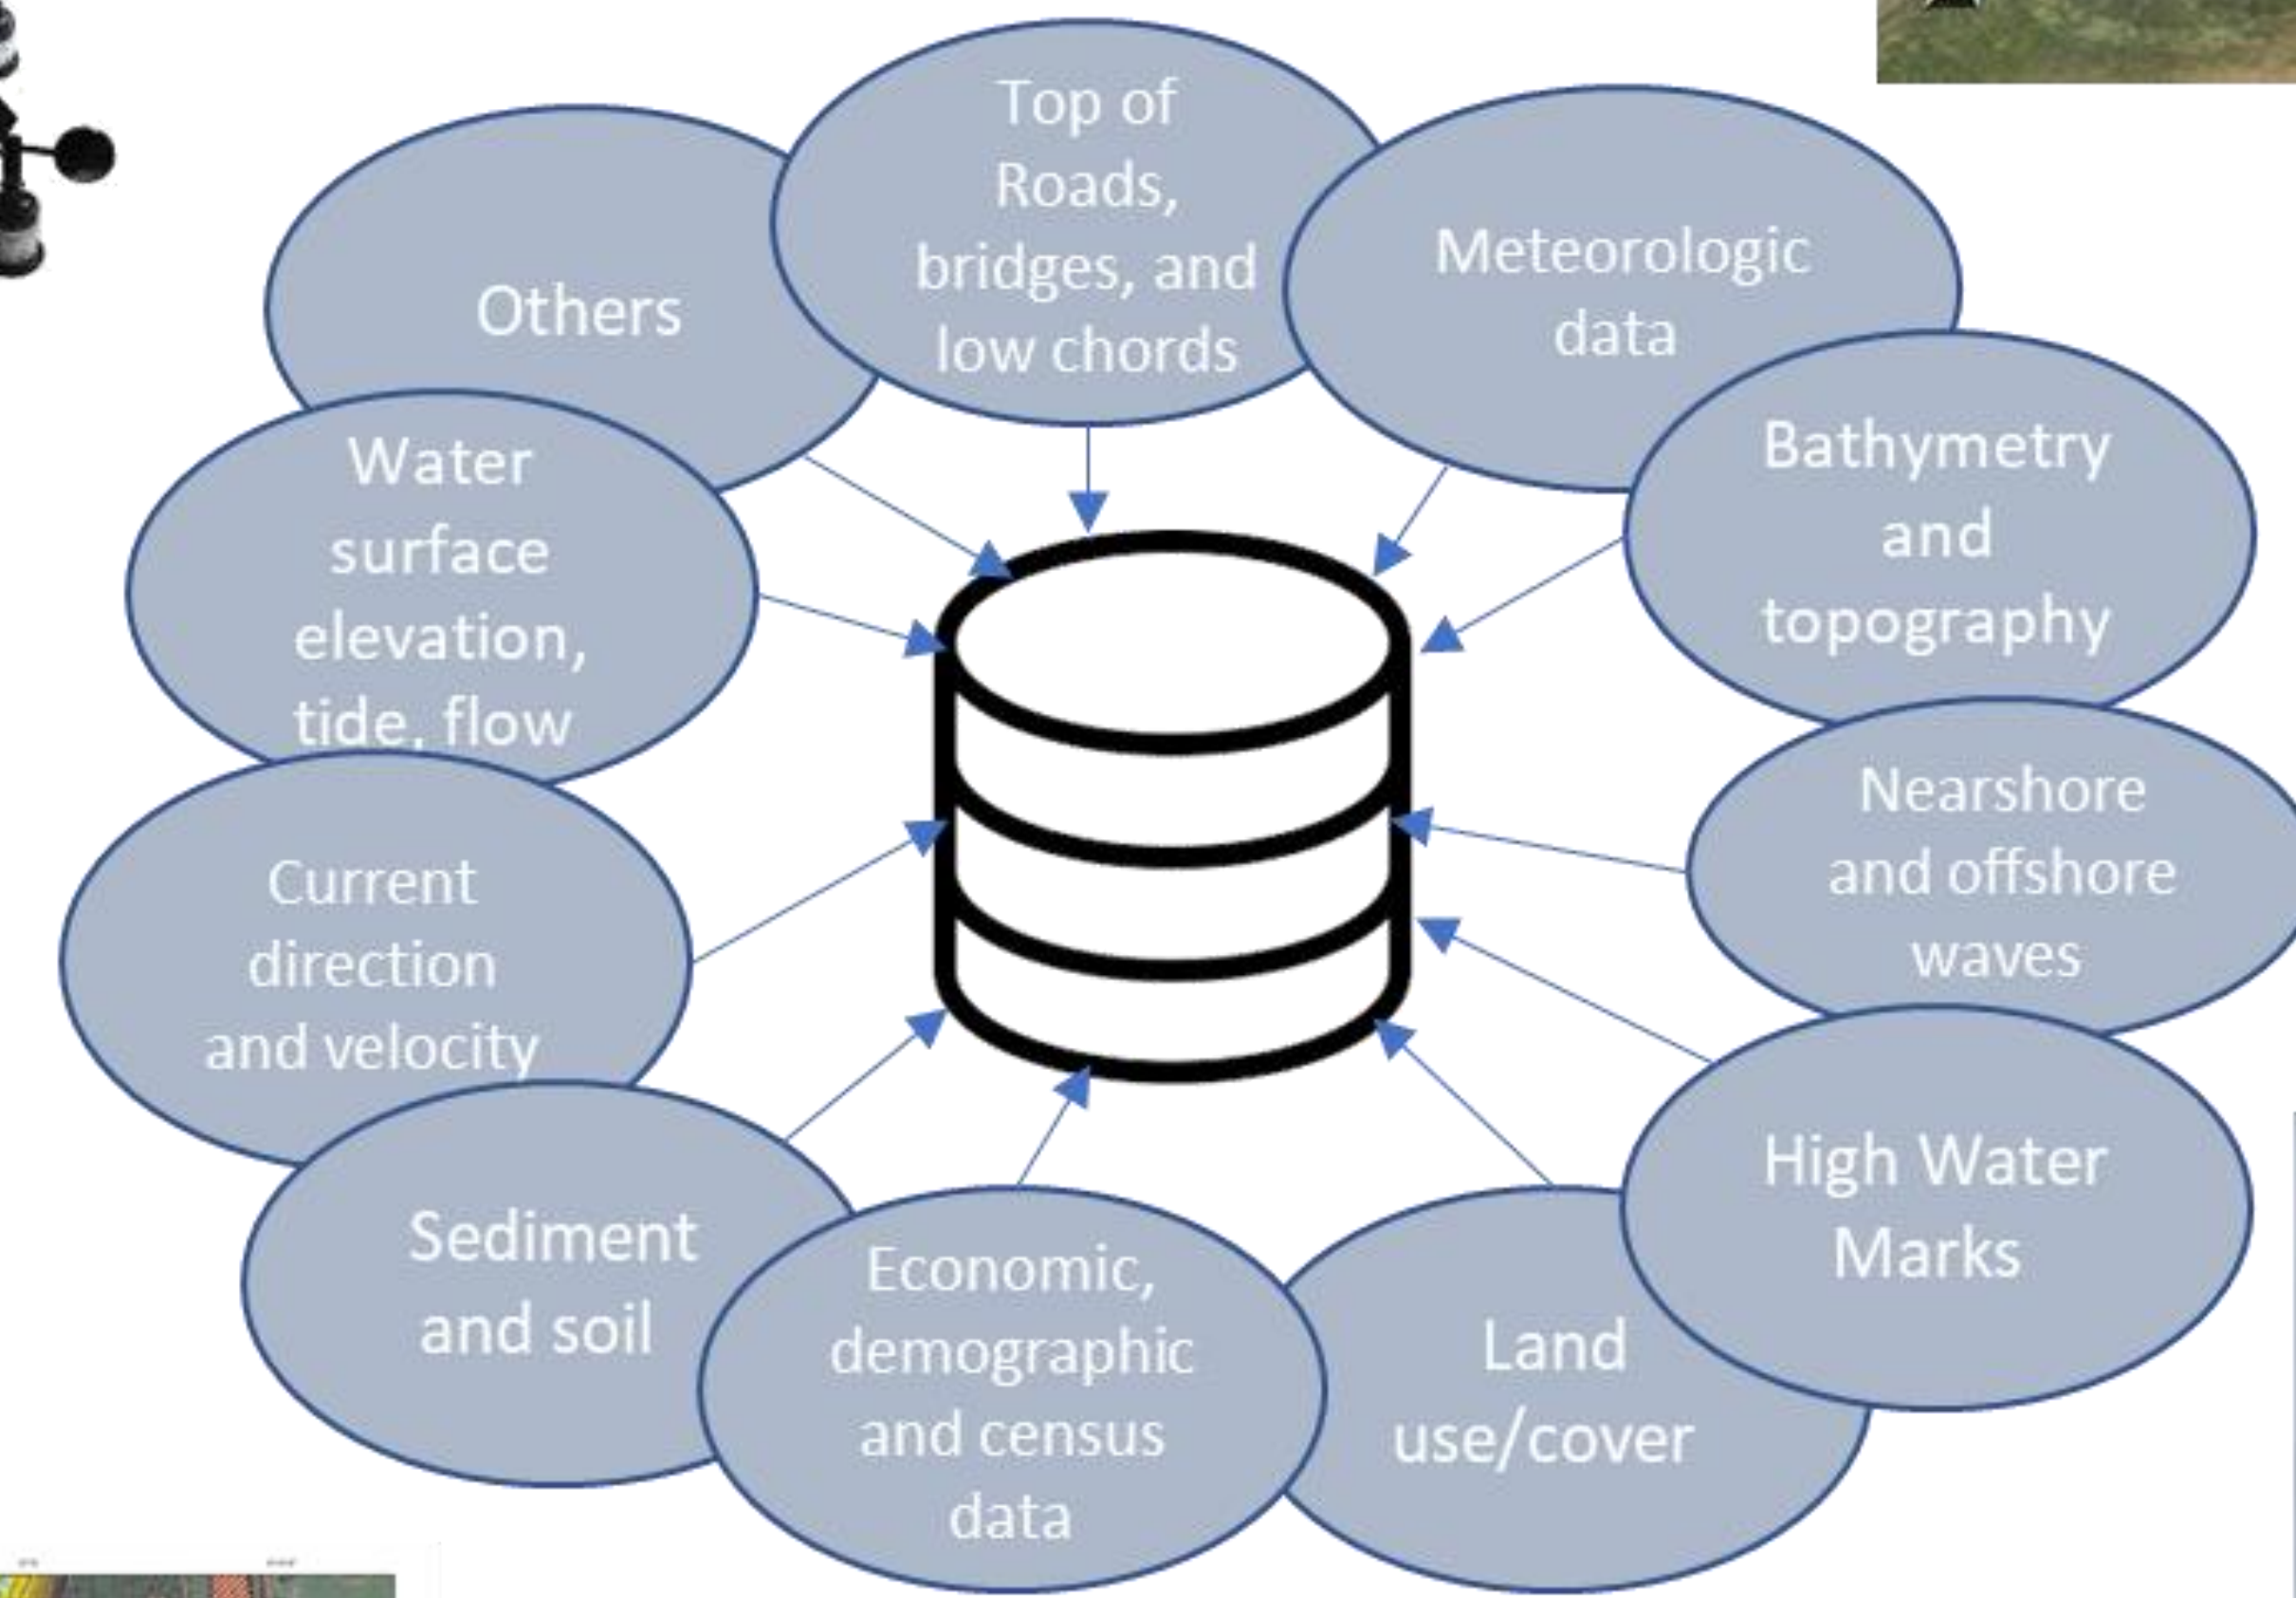 Top of
Roads,
bridges, and
low chords
Meteorologic
data
Bathymetry
and
topography
Nearshore
and offshore
waves
High Water
Marks
Land
use/cover
Economic,
demographic
and census
data
Sediment
and soil
Current
direction
and velocity
Water
surface
elevation,
tide, flow
Others